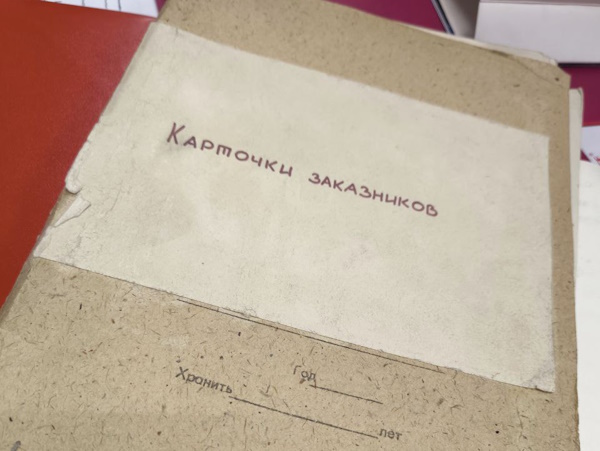 Карточки заказников
Год
Хранить лет